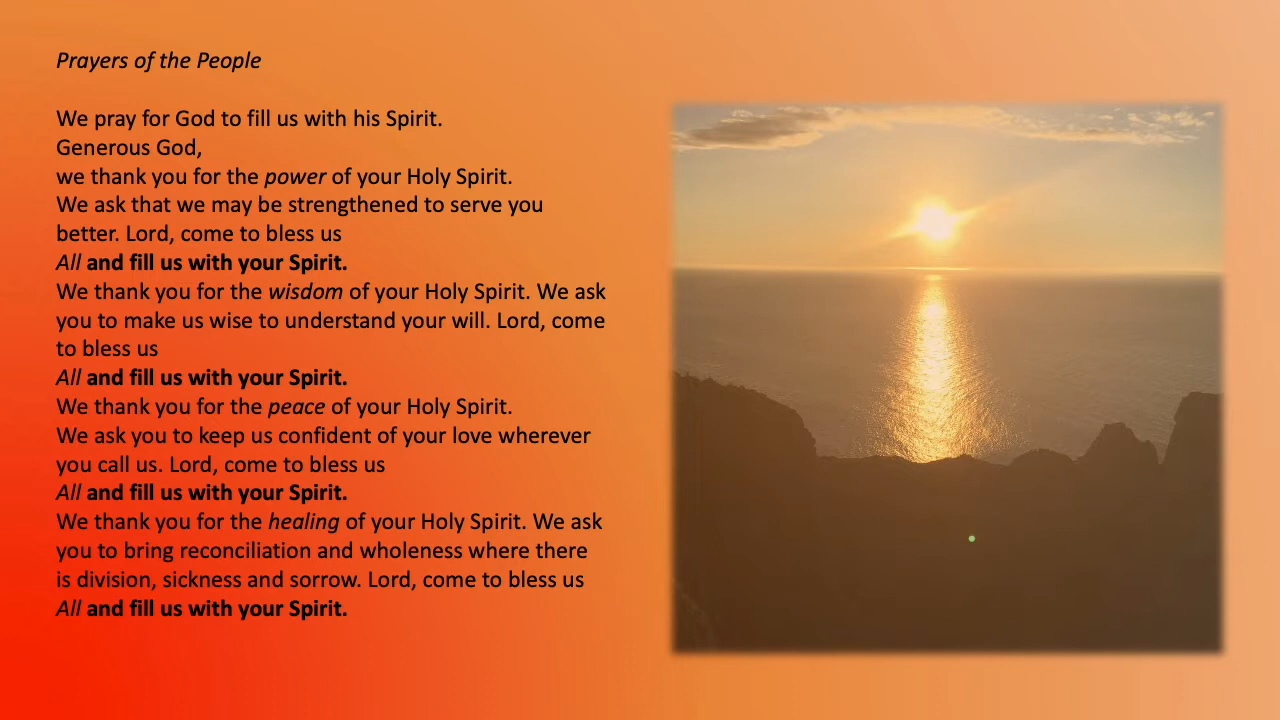 Prayers of the People
We pray for God to fill us with his Spirit.
Generous God,
we thank you for the power of your Holy Spirit.
We ask that we may be strengthened to serve you
better. Lord, come to bless us
All and fill us with your Spirit.
We thank you for the wisdom of your Holy Spirit. We ask
you to make us wise to understand your will. Lord, come
to bless us
All and fill us with your Spirit.
We thank you for the peace of your Holy Spirit.
We ask you to keep us confident of your love wherever
you call us. Lord, come to bless us
All and fill us with your Spirit.
We thank you for the healing of your Holy Spirit. We ask
you to bring reconciliation and wholeness where there
is division, sickness and sorrow. Lord, come to bless us
All and fill us with your Spirit.